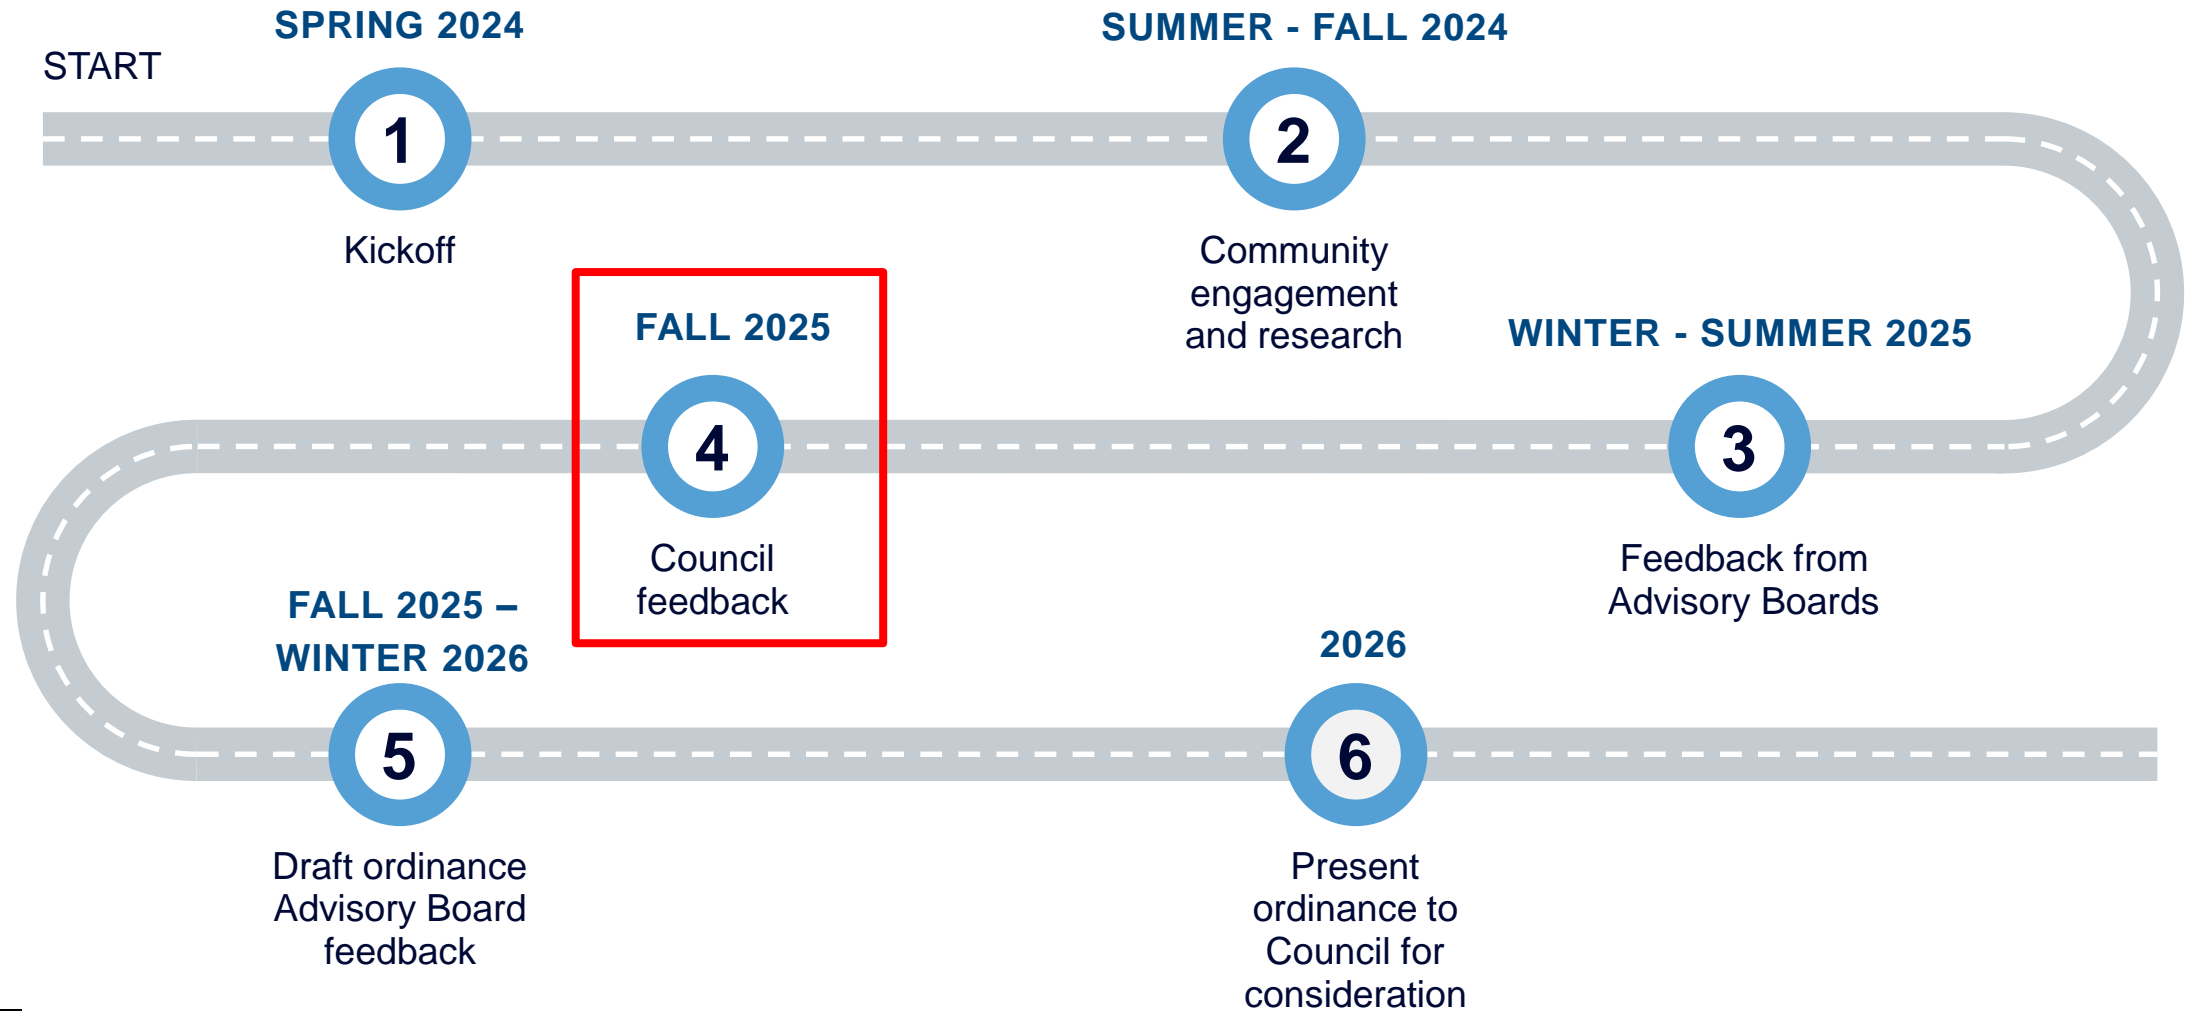 START
SPRING 2024
1
Kickoff
SUMMER - FALL 2024
2
Community
engagement
and research
WINTER - SUMMER 2025
3
Feedback from
Advisory Boards
FALL 2025
4
Council
feedback
FALL 2025 –
WINTER 2026
5
Draft ordinance
Advisory Board
feedback
2026
6
Present
ordinance to
Council for
consideration